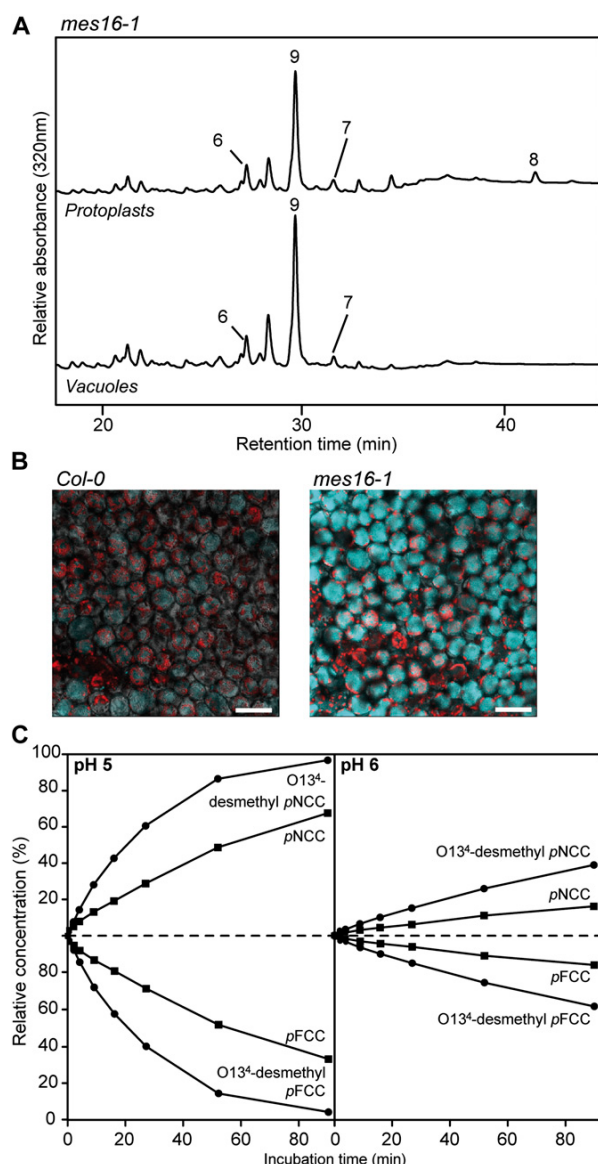 A
mes16-1
9
6
7
8
Protoplasts
9
6
7
Vacuoles
Relative absorbance (320nm)
20
30
40
Retention time (min)
B
Col-0
mes16-1
C
100
80
60
40
20
20
40
60
80
100
Relative concentration (%)
pH 5
O13⁴-
desmethyl pNCC
pNCC
pFCC
O13⁴-desmethyl
pFCC
pH 6
O13⁴-desmethyl pNCC
pNCC
pFCC
O13⁴-desmethyl pFCC
0
20
40
60
80
0
20
40
60
80
Incubation time (min)